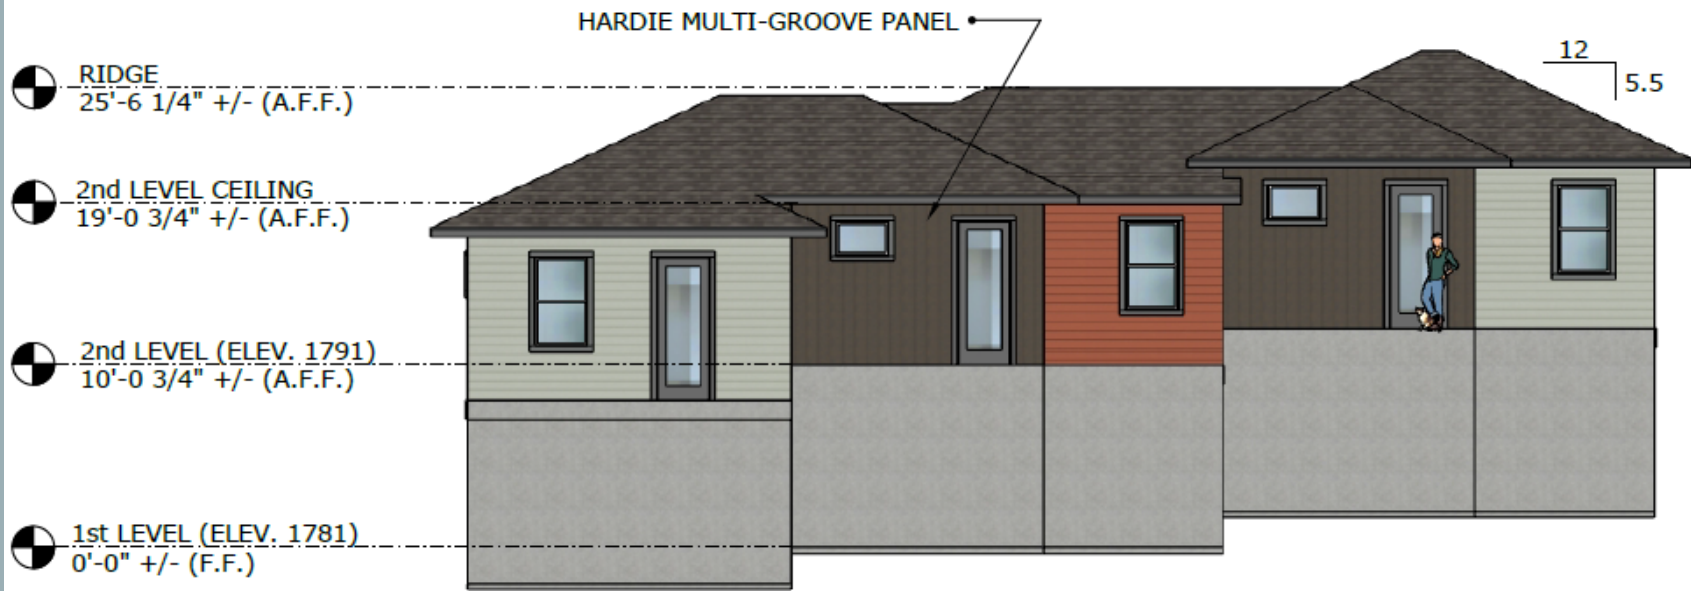 HARDIE MULTI-GROOVE PANEL
12
5.5
RIDGE
25'-6 1/4" +/- (A.F.F.)
2nd LEVEL CEILING
19'-0 3/4" +/- (A.F.F.)
2nd LEVEL (ELEV. 1791)
10'-0 3/4" +/- (A.F.F.)
1st LEVEL (ELEV. 1781)
0'-0" +/- (F.F.)